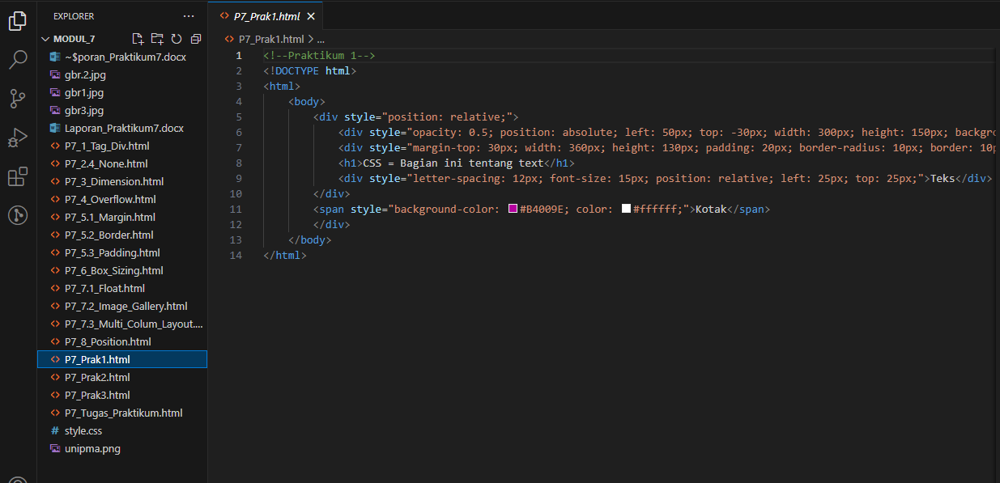 EXPLORER
MODUL_7
~$poran_Praktikum7.docx
gbr.2.jpg
gbr1.jpg
gbr3.jpg
Laporan_Praktikum7.docx
P7_1_Tag_Div.html
P7_2.4_None.html
P7_3_Dimension.html
P7_4_Overflow.html
P7_5.1_Margin.html
P7_5.2_Border.html
P7_5.3_Padding.html
P7_6_Box_Sizing.html
P7_7.1_Float.html
P7_7.2_Image_Gallery.html
P7_7.3_Multi_Colum_Layout....
P7_8_Position.html
P7_Prak1.html
P7_Prak2.html
P7_Prak3.html
P7_Tugas_Praktikum.html
# style.css
unipma.png
P7_Prak1.html
P7_Prak1.html > ...
1 <!--Praktikum 1-->
2 <!DOCTYPE html>
3 <html>
4 <body>
5 <div style="position: relative;">
6 <div style="opacity: 0.5; position: absolute; left: 50px; top: -30px; width: 300px; height: 150px; backgro
7 <div style="margin-top: 30px; width: 360px; height: 130px; padding: 20px; border-radius: 10px; border: 10p
8 <h1>CSS = Bagian ini tentang text</h1>
9 <div style="letter-spacing: 12px; font-size: 15px; position: relative; left: 25px; top: 25px;">Teks</div>
10 </div>
11 <span style="background-color: #B4009E; color: #ffffff;">Kotak</span>
12 </div>
13 </body>
14 </html>